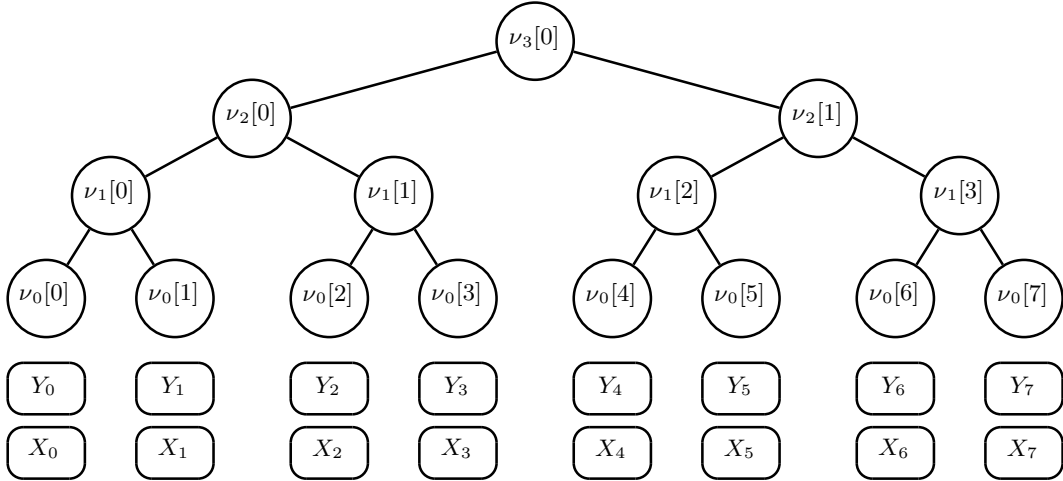 ν₃[0]
ν₂[0] ν₂[1]
ν₁[0] ν₁[1] ν₁[2] ν₁[3]
ν₀[0] ν₀[1] ν₀[2] ν₀[3] ν₀[4] ν₀[5] ν₀[6] ν₀[7]
Y₀ Y₁ Y₂ Y₃ Y₄ Y₅ Y₆ Y₇
X₀ X₁ X₂ X₃ X₄ X₅ X₆ X₇